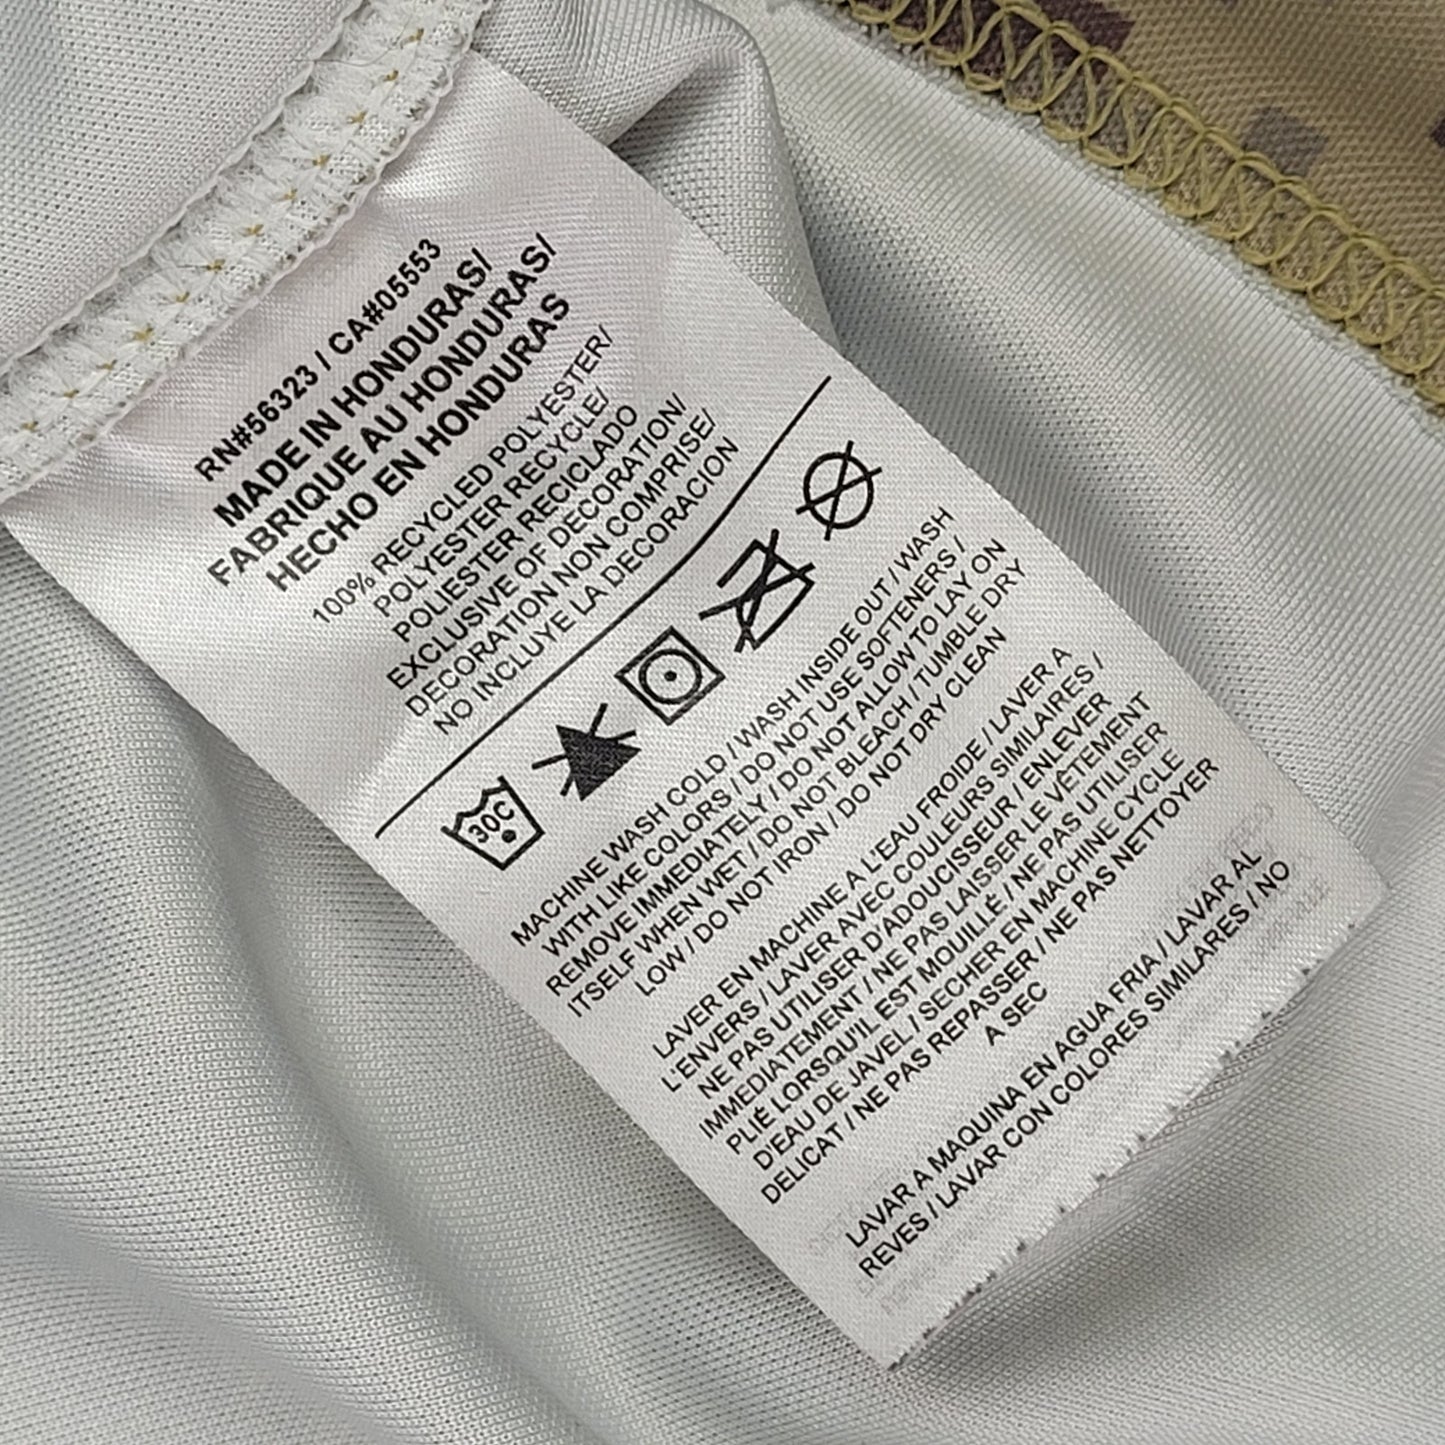 RN#56323 / CA#05553
MADE IN HONDURAS/
FABRIQUE AU HONDURAS/
HECHO EN HONDURAS
100% RECYCLED POLYESTER/
POLYESTER RECYCLE/
POLIESTER RECICLADO
EXCLUSIVE OF DECORATION/
DECORATION NON COMPRISE/
NO INCLUYE LA DECORACION
30C
MACHINE WASH COLD / WASH INSIDE OUT / WASH
WITH LIKE COLORS / DO NOT USE SOFTENERS /
REMOVE IMMEDIATELY / DO NOT ALLOW TO LAY ON
ITSELF WHEN WET / DO NOT BLEACH / TUMBLE DRY
LOW / DO NOT IRON / DO NOT DRY CLEAN
LAVER EN MACHINE A L'EAU FROIDE / LAVER A
L'ENVERS / LAVER AVEC COULEURS SIMILAIRES /
NE PAS UTILISER D'ADOUCISSEUR / ENLEVER
IMMEDIATEMENT / NE PAS LAISSER LE VÊTEMENT
PLIÉ LORSQU'IL EST MOUILLÉ / NE PAS UTILISER
D'EAU DE JAVEL / SECHER EN MACHINE CYCLE
DELICAT / NE PAS REPASSER / NE PAS NETTOYER
A SEC
LAVAR A MAQUINA EN AGUA FRIA / LAVAR AL
REVES / LAVAR CON COLORES SIMILARES / NO